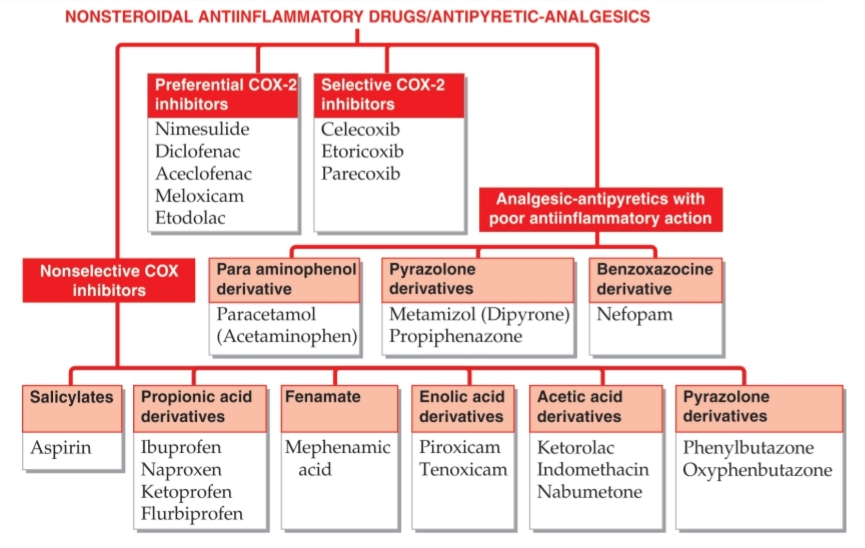 NONSTEROIDAL ANTIINFLAMMATORY DRUGS/ANTIPYRETIC-ANALGESICS
Preferential COX-2
inhibitors
Nimesulide
Diclofenac
Aceclofenac
Meloxicam
Etodolac
Selective COX-2
inhibitors
Celecoxib
Etoricoxib
Parecoxib
Analgesic-antipyretics with
poor antiinflammatory action
Nonselective COX
inhibitors
Para aminophenol
derivative
Paracetamol
(Acetaminophen)
Pyrazolone
derivatives
Metamizol (Dipyrone)
Propiphenazone
Benzoxazocine
derivative
Nefopam
Salicylates
Aspirin
Propionic acid
derivatives
Ibuprofen
Naproxen
Ketoprofen
Flurbiprofen
Fenamate
Mephenamic
acid
Enolic acid
derivatives
Piroxicam
Tenoxicam
Acetic acid
derivatives
Ketorolac
Indomethacin
Nabumetone
Pyrazolone
derivatives
Phenylbutazone
Oxyphenbutazone